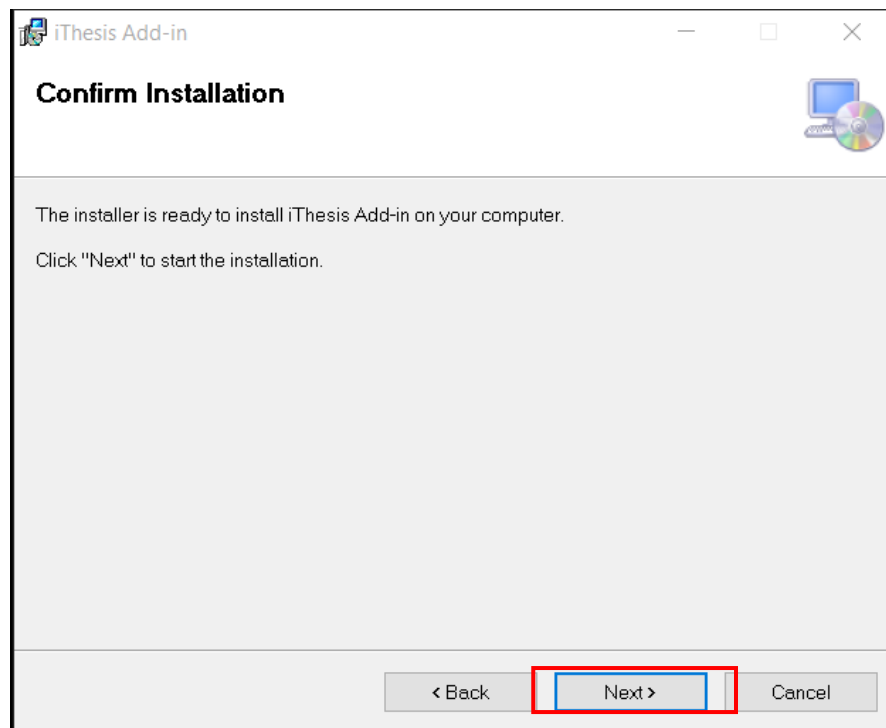 iThesis Add-in
Confirm Installation
The installer is ready to install iThesis Add-in on your computer.
Click "Next" to start the installation.
< Back
Next >
Cancel